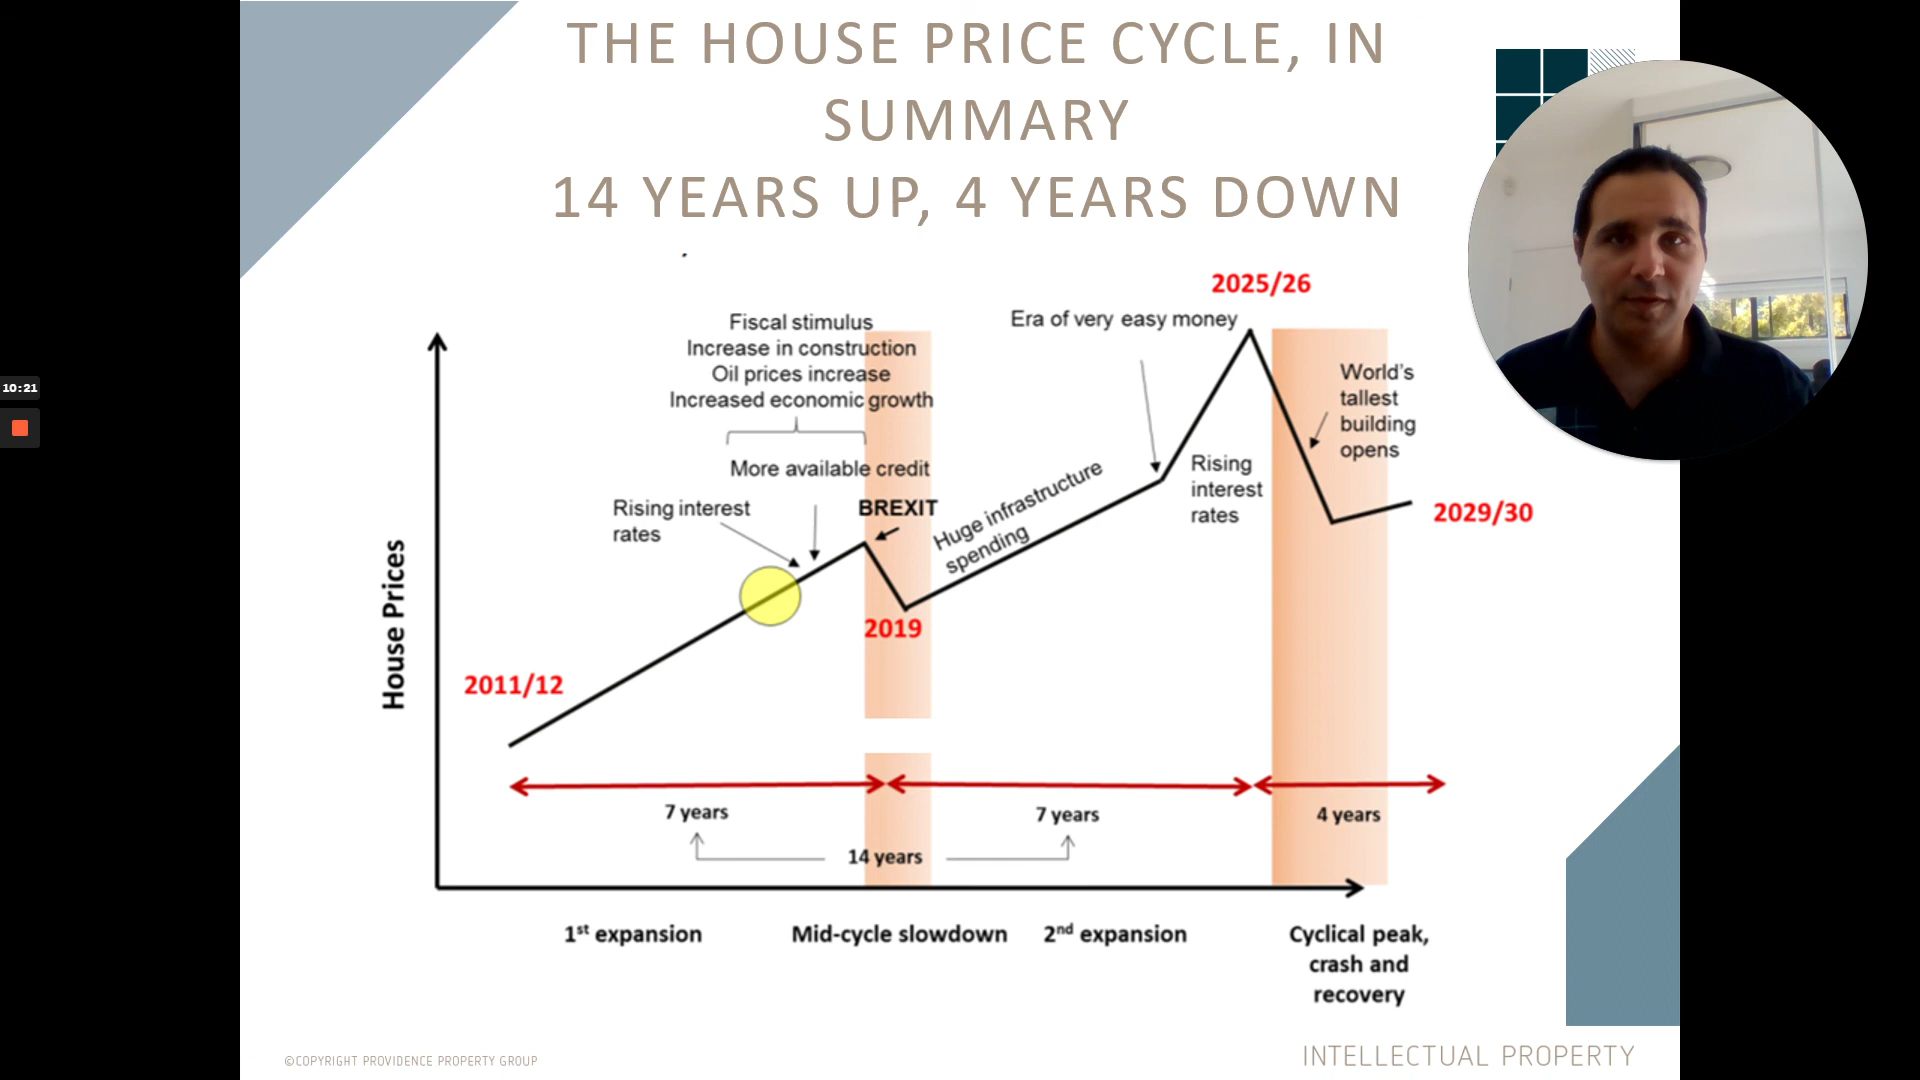 THE HOUSE PRICE CYCLE, IN
SUMMARY
14 YEARS UP, 4 YEARS DOWN
2025/26
Era of very easy money
Fiscal stimulus
Increase in construction
Oil prices increase
Increased economic growth
World's
tallest
building
opens
More available credit
Rising interest
rates
BREXIT
Huge infrastructure
spending
Rising
interest
rates
2029/30
10:21
House Prices
2019
2011/12
7 years
7 years
4 years
14 years
1st expansion
Mid-cycle slowdown
2nd expansion
Cyclical peak,
crash and
recovery
©COPYRIGHT PROVIDENCE PROPERTY GROUP
INTELLECTUAL PROPERTY